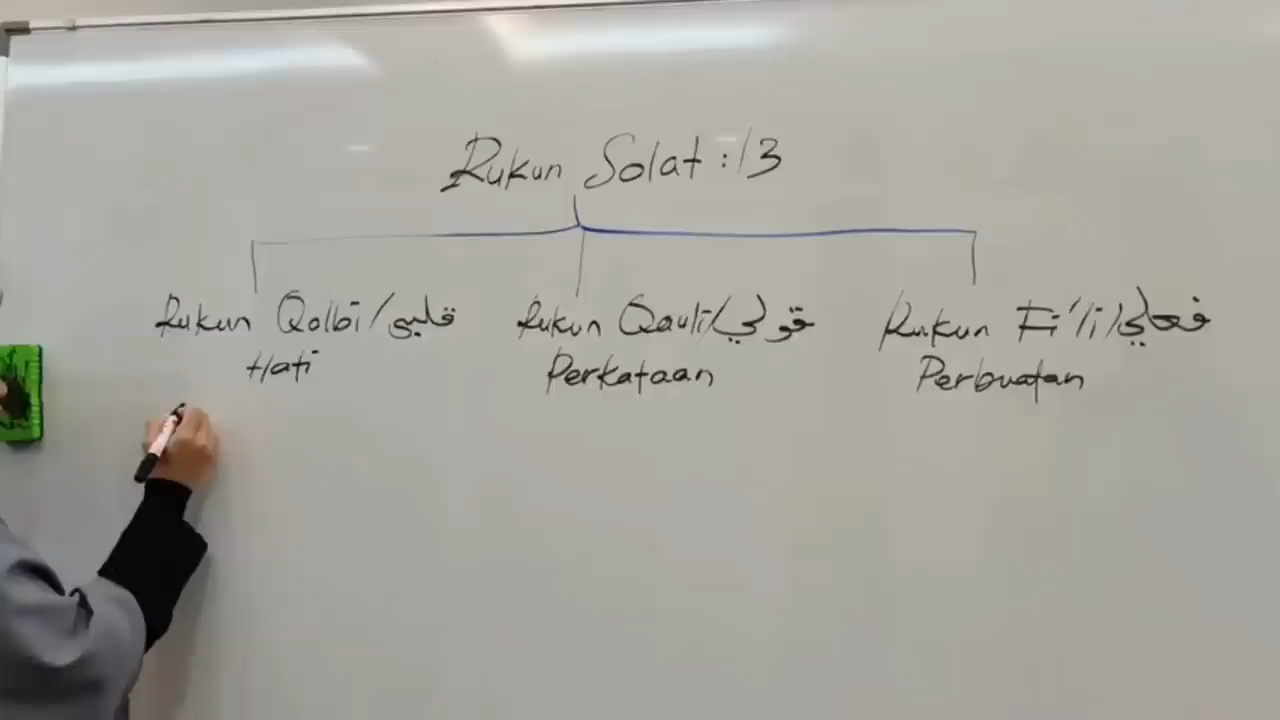 Rukun Solat : 13
Rukun Qolbi/قلبي
Hati
Rukun Qauli/قولي
Perkataan
Rukun Fi'li/فعلي
Perbuatan